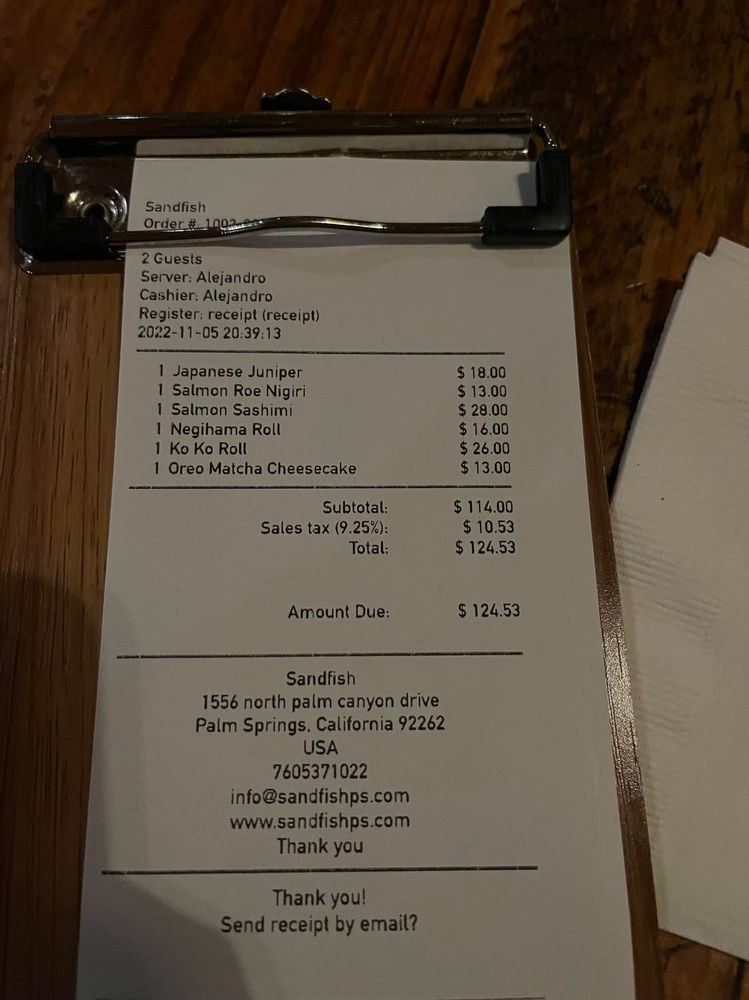 Sandfish
Order #
2 Guests
Server: Alejandro
Cashier: Alejandro
Register: receipt (receipt)
2022-11-05 20:39:13
1 Japanese Juniper $ 18.00
1 Salmon Roe Nigiri $ 13.00
1 Salmon Sashimi $ 28.00
1 Negihama Roll $ 16.00
1 Ko Ko Roll $ 26.00
1 Oreo Matcha Cheesecake $ 13.00
Subtotal: $ 114.00
Sales tax (9.25%): $ 10.53
Total: $ 124.53
Amount Due: $ 124.53
Sandfish
1556 north palm canyon drive
Palm Springs, California 92262
USA
7605371022
info@sandfishps.com
www.sandfishps.com
Thank you
Thank you!
Send receipt by email?